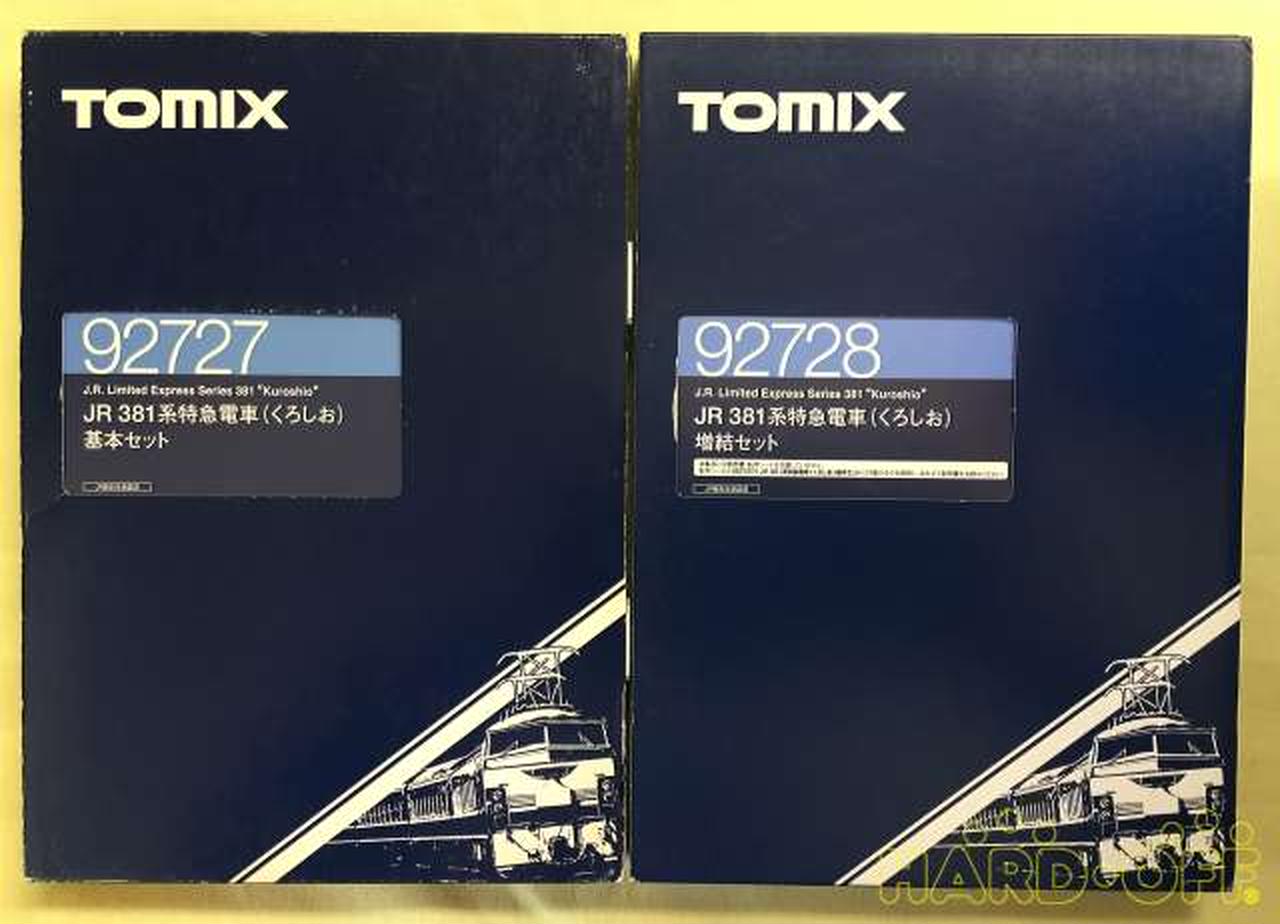 TOMIX
92727
J.R. Limited Express Series 381 "Kuroshio"
JR 381系特急電車(くろしお)
基本セット
TOMIX
92728
J.R. Limited Express Series 381 "Kuroshio"
JR 381系特急電車(くろしお)
増結セット
HARD・OFF